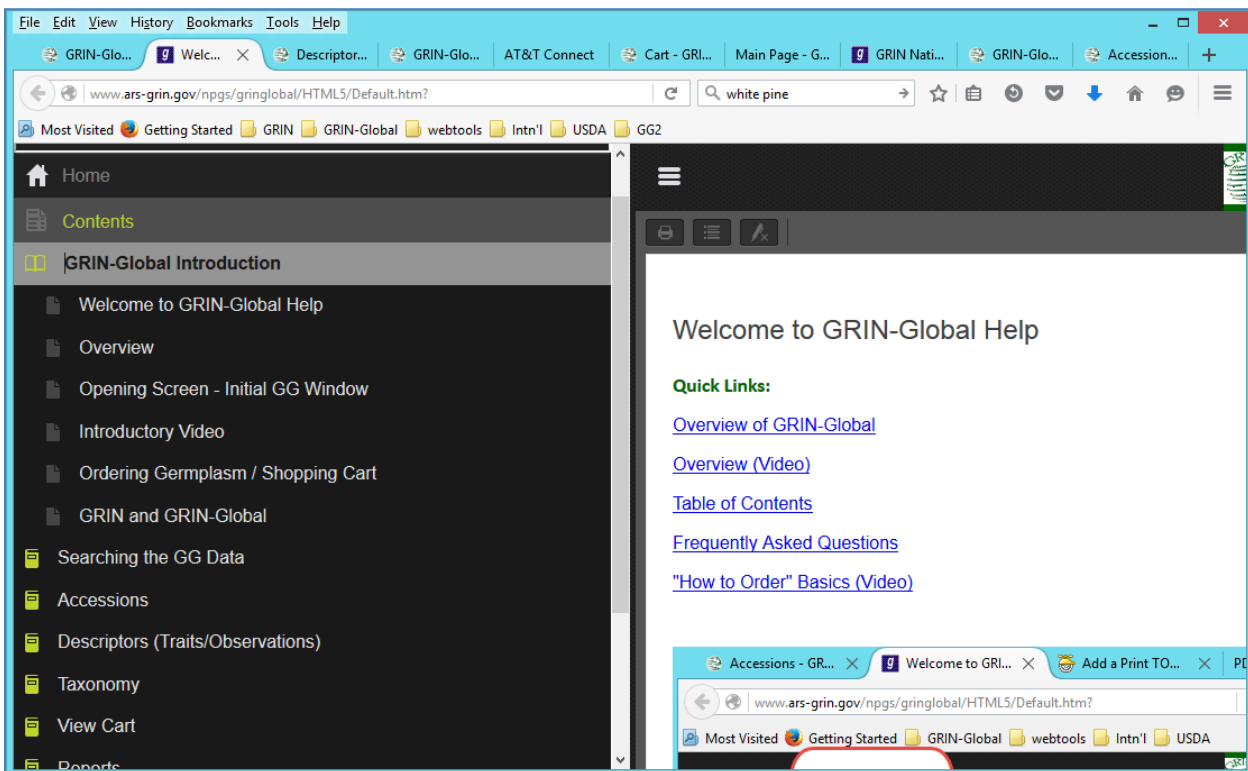 File Edit View History Bookmarks Tools Help
GRIN-Glo... Welc... Descriptor... GRIN-Glo... AT&T Connect Cart - GRI... Main Page - G... GRIN Nati... GRIN-Glo... Accession...
www.ars-grin.gov/npgs/gringlobal/HTML5/Default.htm? white pine
Most Visited Getting Started GRIN GRIN-Global webtools Intn'l USDA GG2
Home
Contents
GRIN-Global Introduction
Welcome to GRIN-Global Help
Overview
Opening Screen - Initial GG Window
Introductory Video
Ordering Germplasm / Shopping Cart
GRIN and GRIN-Global
Searching the GG Data
Accessions
Descriptors (Traits/Observations)
Taxonomy
View Cart
Reports
Welcome to GRIN-Global Help
Quick Links:
Overview of GRIN-Global
Overview (Video)
Table of Contents
Frequently Asked Questions
"How to Order" Basics (Video)
Accessions - GR... Welcome to GRI... Add a Print TO...
www.ars-grin.gov/npgs/gringlobal/HTML5/Default.htm?
Most Visited Getting Started GRIN-Global webtools Intn'l USDA